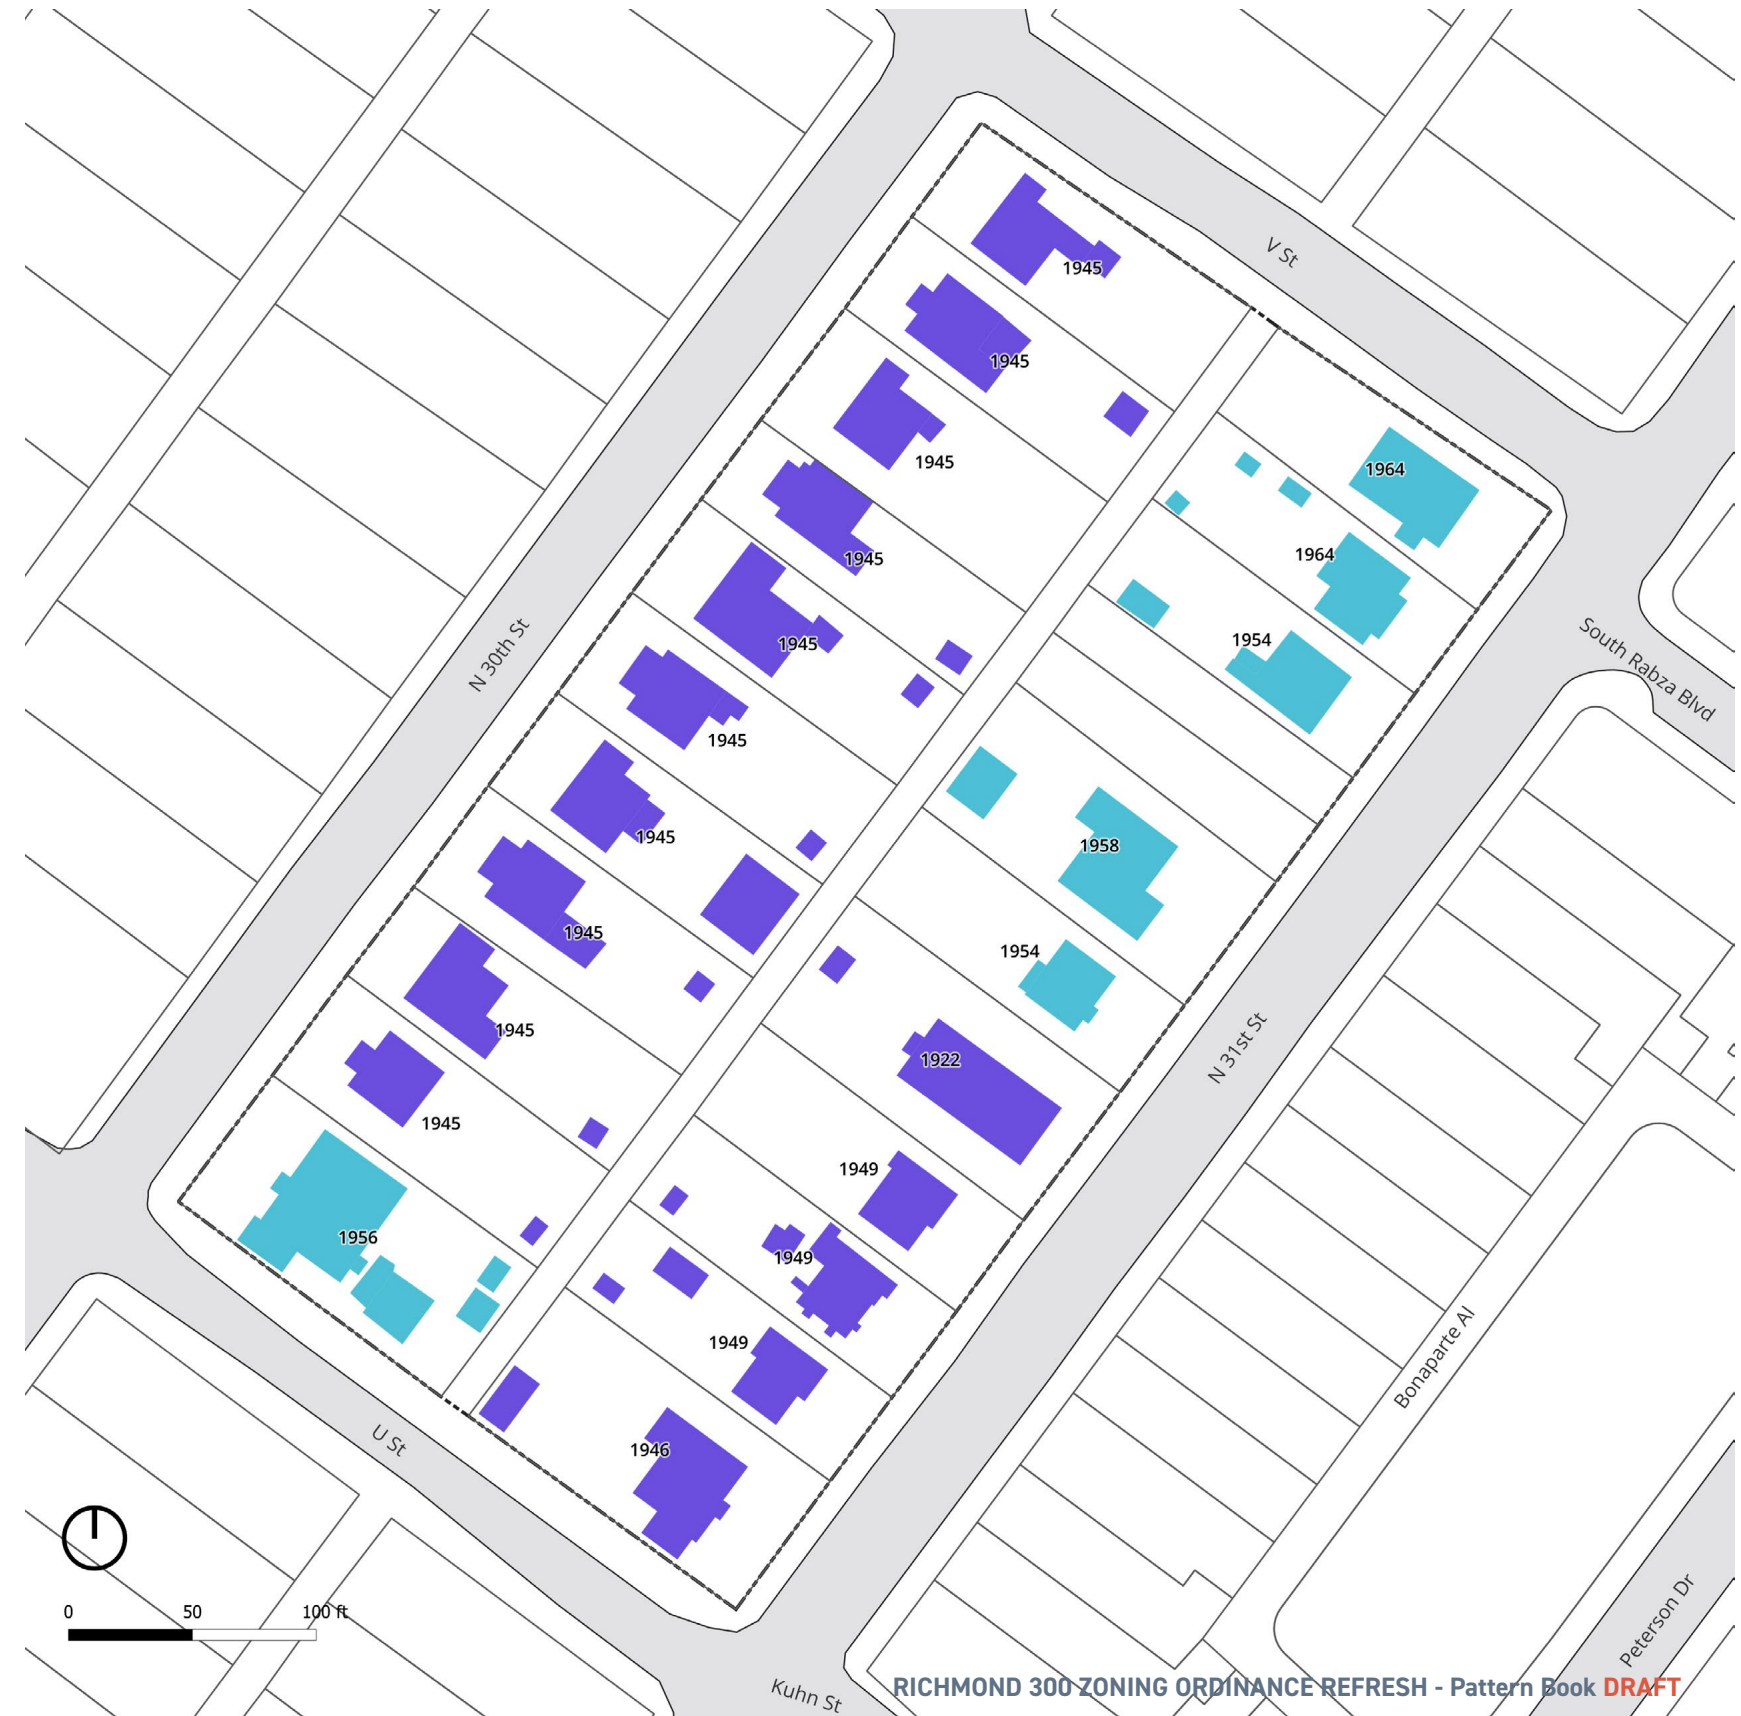 V St
1945
1945
1945
1964
1945
1964
1945
1954
South Rabza Blvd
N 30th St
1945
1945
1958
1945
1954
1945
N 31st St
1922
1945
1949
1956
1949
1949
Bonaparte Al
U St
1946
0 50 100 ft
Peterson Dr
Kuhn St
RICHMOND 300 ZONING ORDINANCE REFRESH - Pattern Book DRAFT